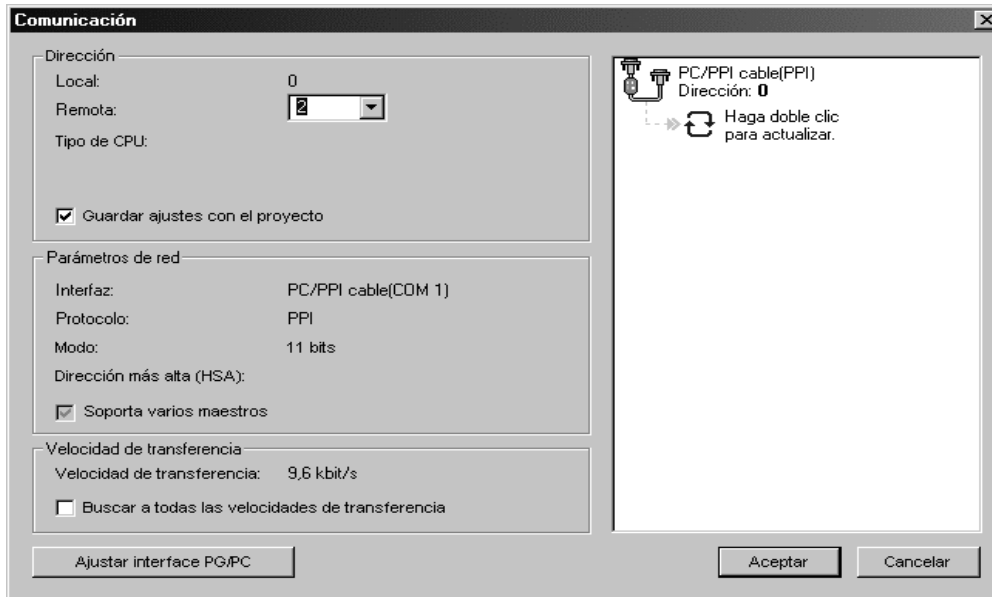 Comunicación
Dirección
Local: 0
Remota: 2
Tipo de CPU:
Guardar ajustes con el proyecto
Parámetros de red
Interfaz: PC/PPI cable(COM 1)
Protocolo: PPI
Modo: 11 bits
Dirección más alta (HSA):
Soporta varios maestros
Velocidad de transferencia
Velocidad de transferencia: 9,6 kbit/s
Buscar a todas las velocidades de transferencia
Ajustar interface PG/PC
PC/PPI cable(PPI)
Dirección: 0
Haga doble clic
para actualizar.
Aceptar
Cancelar